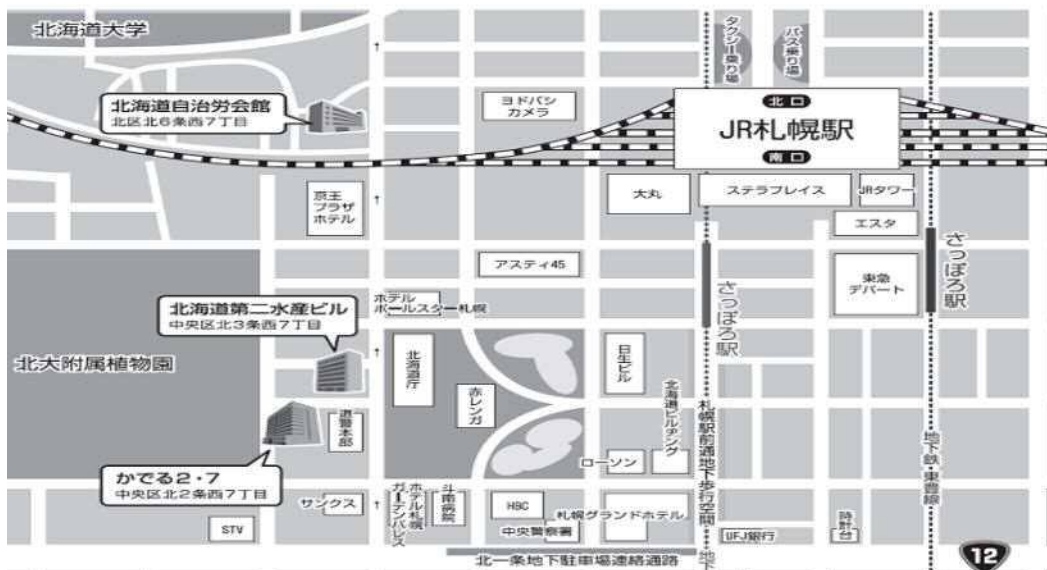 北海道大学
タクシー乗り場
バス乗り場
北海道自治労会館
北区北6条西7丁目
ヨドバシ
カメラ
北口
JR札幌駅
南口
京王
プラザ
ホテル
大丸
ステラプレイス
JRタワー
エスタ
アスティ45
東急
デパート
さっぽろ駅
さっぽろ駅
北海道第二水産ビル
中央区北3条西7丁目
ホテル
ポールスター札幌
北大附属植物園
北海道庁
赤レンガ
日生ビル
北海道ビルヂング
札幌駅前通地下歩行空間
地下鉄・東豊線
道警本部
ローソン
かでる2・7
中央区北2条西7丁目
サンクス
ホテル札幌
ガーデンパレス
斗南病院
HBC
札幌グランドホテル
中央警察署
STV
UFJ銀行
時計台
北一条地下駐車場連絡通路
地下
12